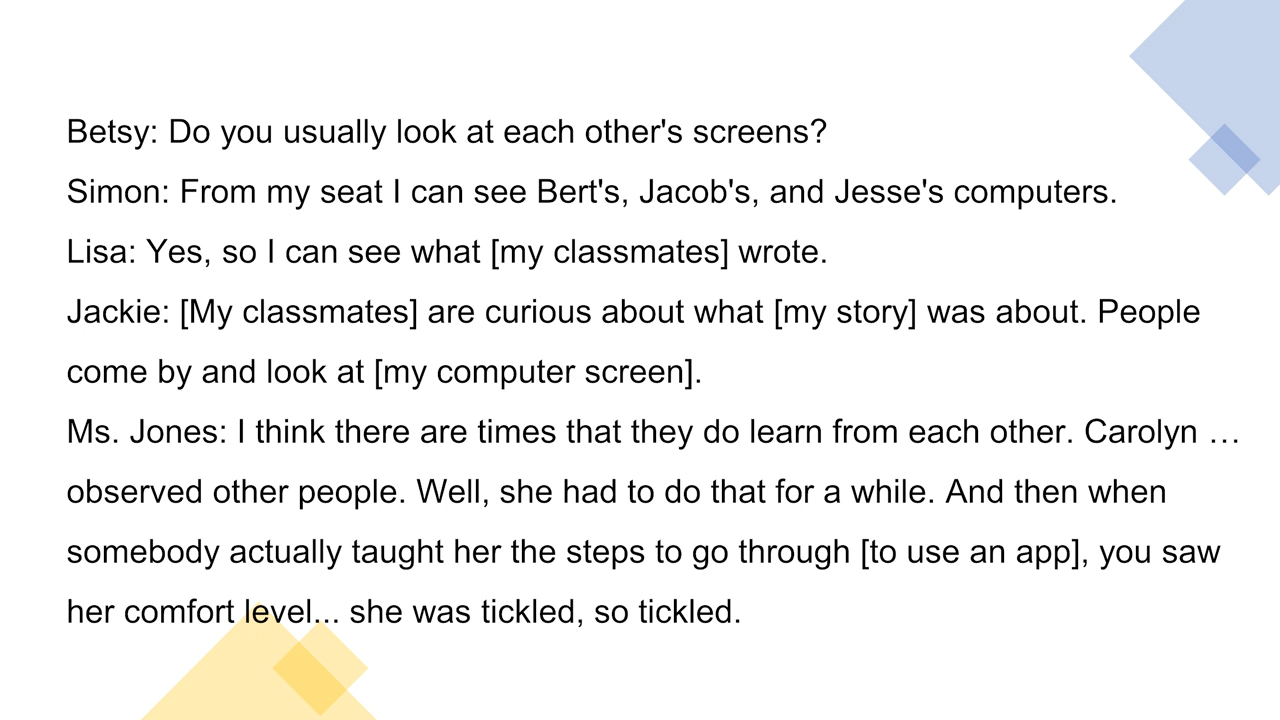 Betsy: Do you usually look at each other's screens?
Simon: From my seat I can see Bert's, Jacob's, and Jesse's computers.
Lisa: Yes, so I can see what [my classmates] wrote.
Jackie: [My classmates] are curious about what [my story] was about. People
come by and look at [my computer screen].
Ms. Jones: I think there are times that they do learn from each other. Carolyn …
observed other people. Well, she had to do that for a while. And then when
somebody actually taught her the steps to go through [to use an app], you saw
her comfort level... she was tickled, so tickled.